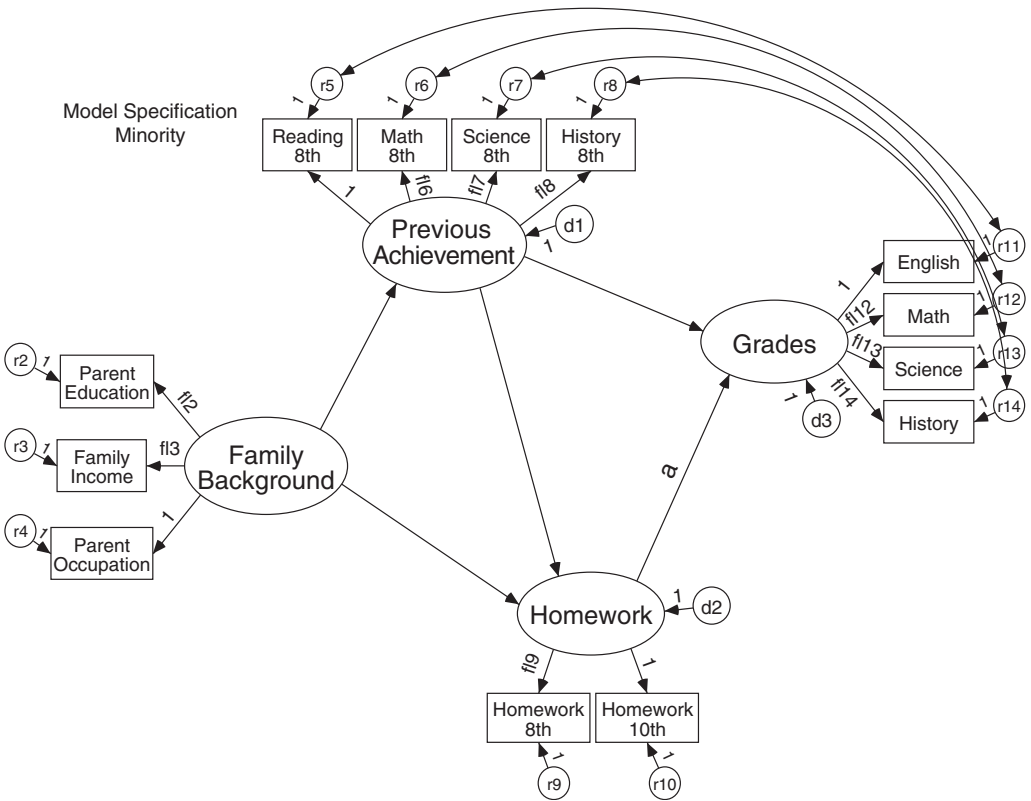 Model Specification
Minority
r5
r6
r7
r8
1
1
1
1
Reading
8th
Math
8th
Science
8th
History
8th
1
fl6
fl7
fl8
Previous
Achievement
d1
1
r11
1
English
1
r12
1
Math
fl12
r13
1
Science
fl13
r14
1
History
fl14
Grades
1
d3
r2
1
Parent
Education
fl2
r3
1
Family
Income
fl3
Family
Background
r4
1
Parent
Occupation
1
a
Homework
1
d2
fl9
1
Homework
8th
Homework
10th
1
1
r9
r10